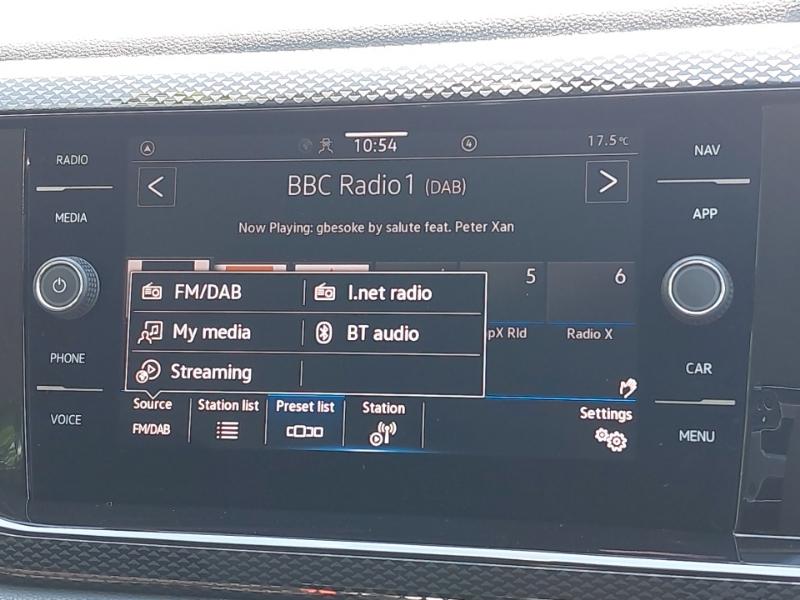 RADIO
MEDIA
PHONE
VOICE
10:54
4
17.5°C
< BBC Radio1 (DAB) >
Now Playing: gbesoke by salute feat. Peter Xan
5 6
FM/DAB I.net radio
My media BT audio
Streaming
pX Rld Radio X
Source Station list Preset list Station Settings
FM/DAB
NAV
APP
CAR
MENU